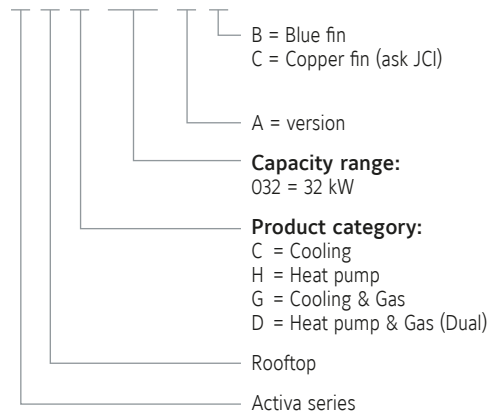 B = Blue fin
C = Copper fin (ask JCI)
A = version
Capacity range:
032 = 32 kW
Product category:
C = Cooling
H = Heat pump
G = Cooling & Gas
D = Heat pump & Gas (Dual)
Rooftop
Activa series